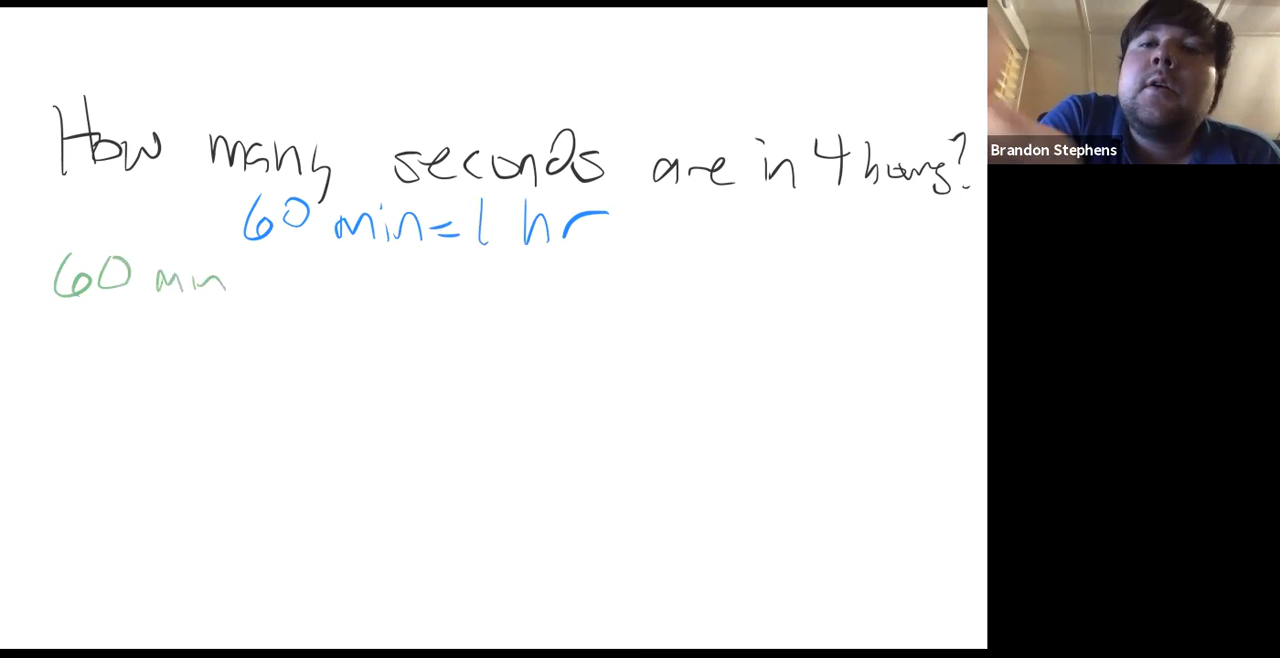 How many seconds are in 4 hours?
Brandon Stephens
60 min = 1 hr
60 min